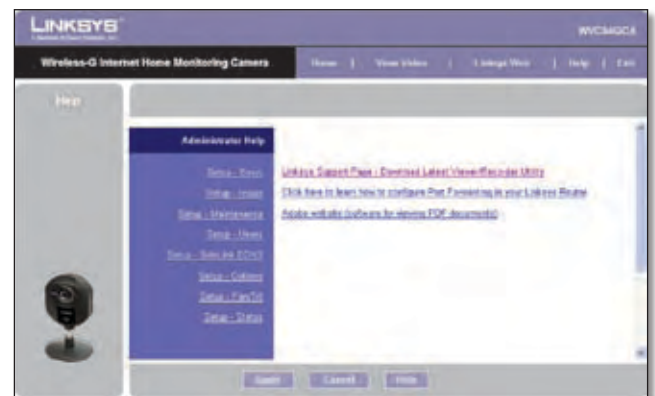 LINKSYS
WVC54GCA
Wireless-G Internet Home Monitoring Camera
Home | View Video | Linksys Web | Help | Exit
Help
Administrator Help
Setup - Basic
Setup - Image
Setup - Maintenance
Setup - Users
Setup - Options
Setup - Pan/Tilt
Setup - Status
Linksys Support Page - Download Latest Viewer/Recorder Utility
Click here to learn how to configure Port Forwarding in your Linksys Router
Adobe website (software for viewing PDF documents)
Apply
Cancel
Help